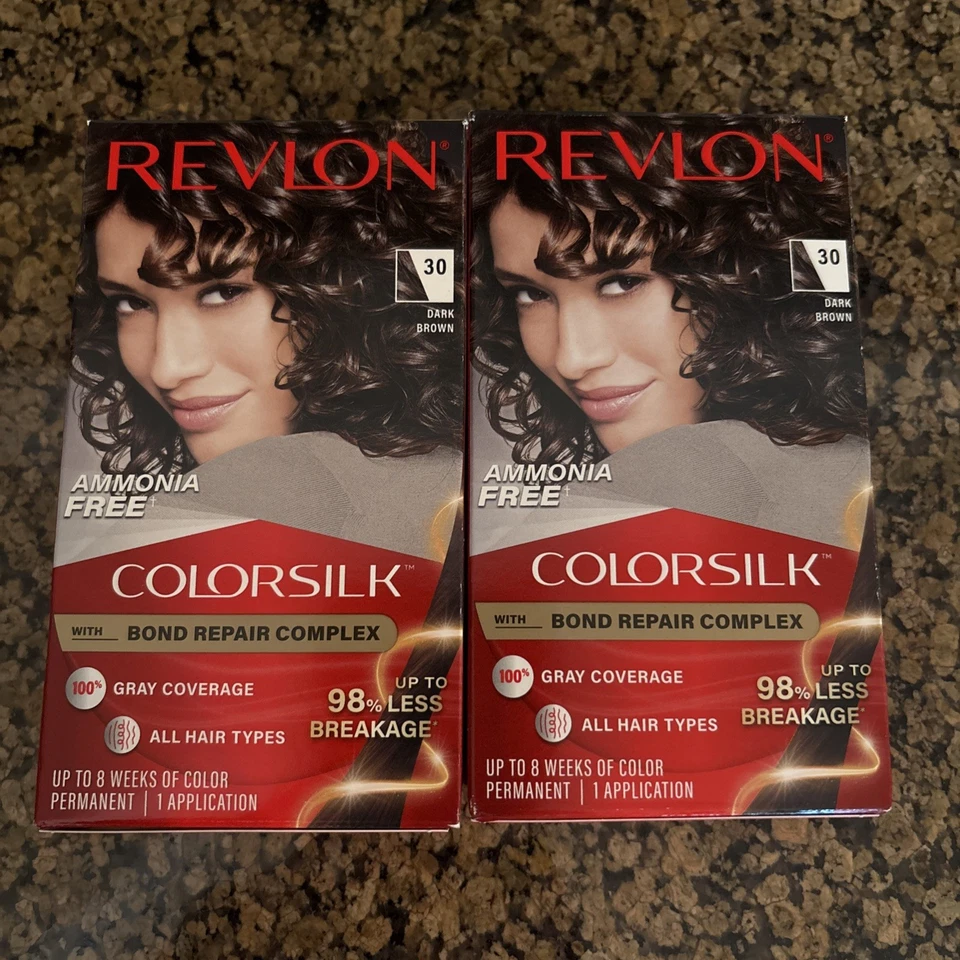 REVLON®
30
DARK
BROWN
AMMONIA
FREE†
COLORSILK™
WITH BOND REPAIR COMPLEX
100% GRAY COVERAGE
ALL HAIR TYPES
UP TO
98% LESS
BREAKAGE*
UP TO 8 WEEKS OF COLOR
PERMANENT | 1 APPLICATION
REVLON®
30
DARK
BROWN
AMMONIA
FREE†
COLORSILK™
WITH BOND REPAIR COMPLEX
100% GRAY COVERAGE
ALL HAIR TYPES
UP TO
98% LESS
BREAKAGE*
UP TO 8 WEEKS OF COLOR
PERMANENT | 1 APPLICATION